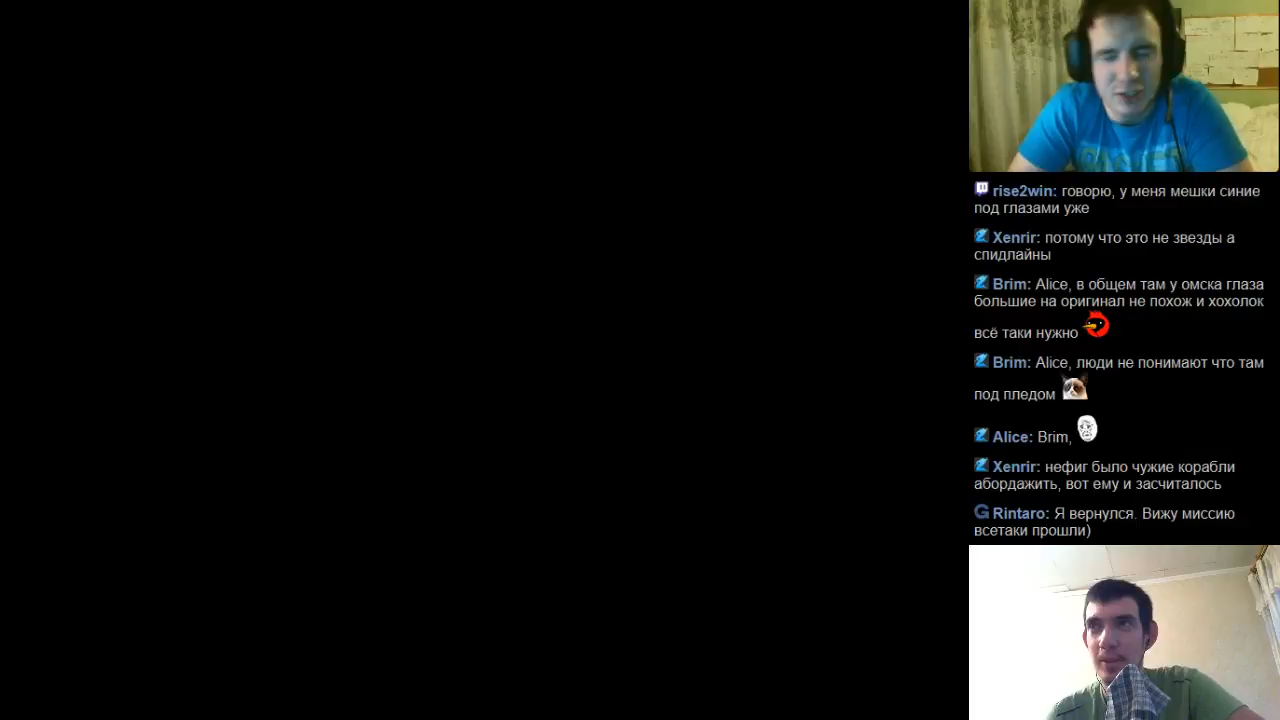 rise2win: говорю, у меня мешки синие
под глазами уже
Xenrir: потому что это не звезды а
спидлайны
Brim: Alice, в общем там у омска глаза
большие на оригинал не похож и хохолок
всё таки нужно
Brim: Alice, люди не понимают что там
под пледом
Alice: Brim,
Xenrir: нефиг было чужие корабли
абордажить, вот ему и засчиталось
Rintaro: Я вернулся. Вижу миссию
всетаки прошли)